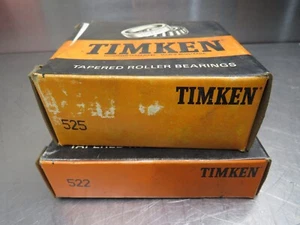 TIMKEN
TAPERED ROLLER BEARINGS
TIMKEN
525
TIMKEN
522